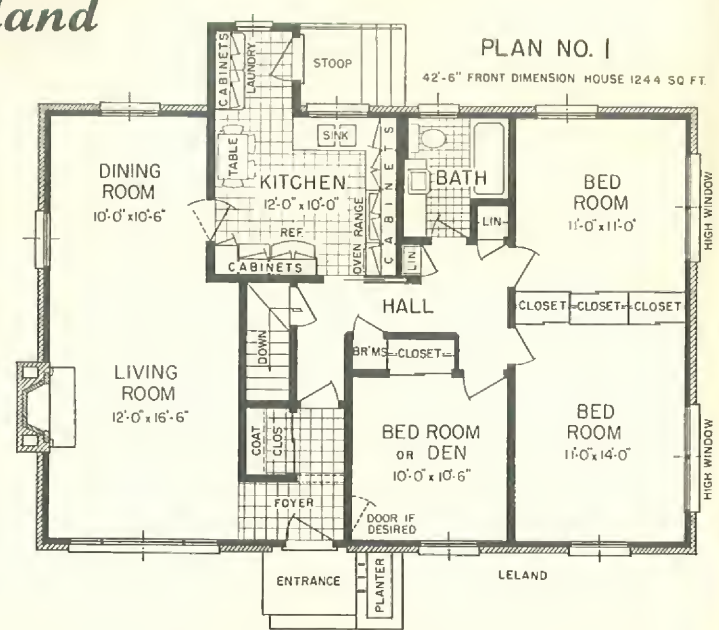 land
PLAN NO. 1
42'-6" FRONT DIMENSION HOUSE 1244 SQ FT.
CABINETS
LAUNDRY
STOOP
DINING
ROOM
10'-0" x 10'-6"
TABLE
SINK
KITCHEN
12'-0" x 10'-0"
REF.
CABINETS
OVEN RANGE
CABINETS
BATH
LIN
LIN
BED
ROOM
11'-0" x 11'-0"
HIGH WINDOW
HALL
CLOSET
CLOSET
CLOSET
DOWN
BR'MS
CLOSET
LIVING
ROOM
12'-0" x 16'-6"
COAT
CLOS
BED ROOM
OR DEN
10'-0" x 10'-6"
BED
ROOM
11'-0" x 14'-0"
HIGH WINDOW
FOYER
DOOR IF
DESIRED
ENTRANCE
PLANTER
LELAND